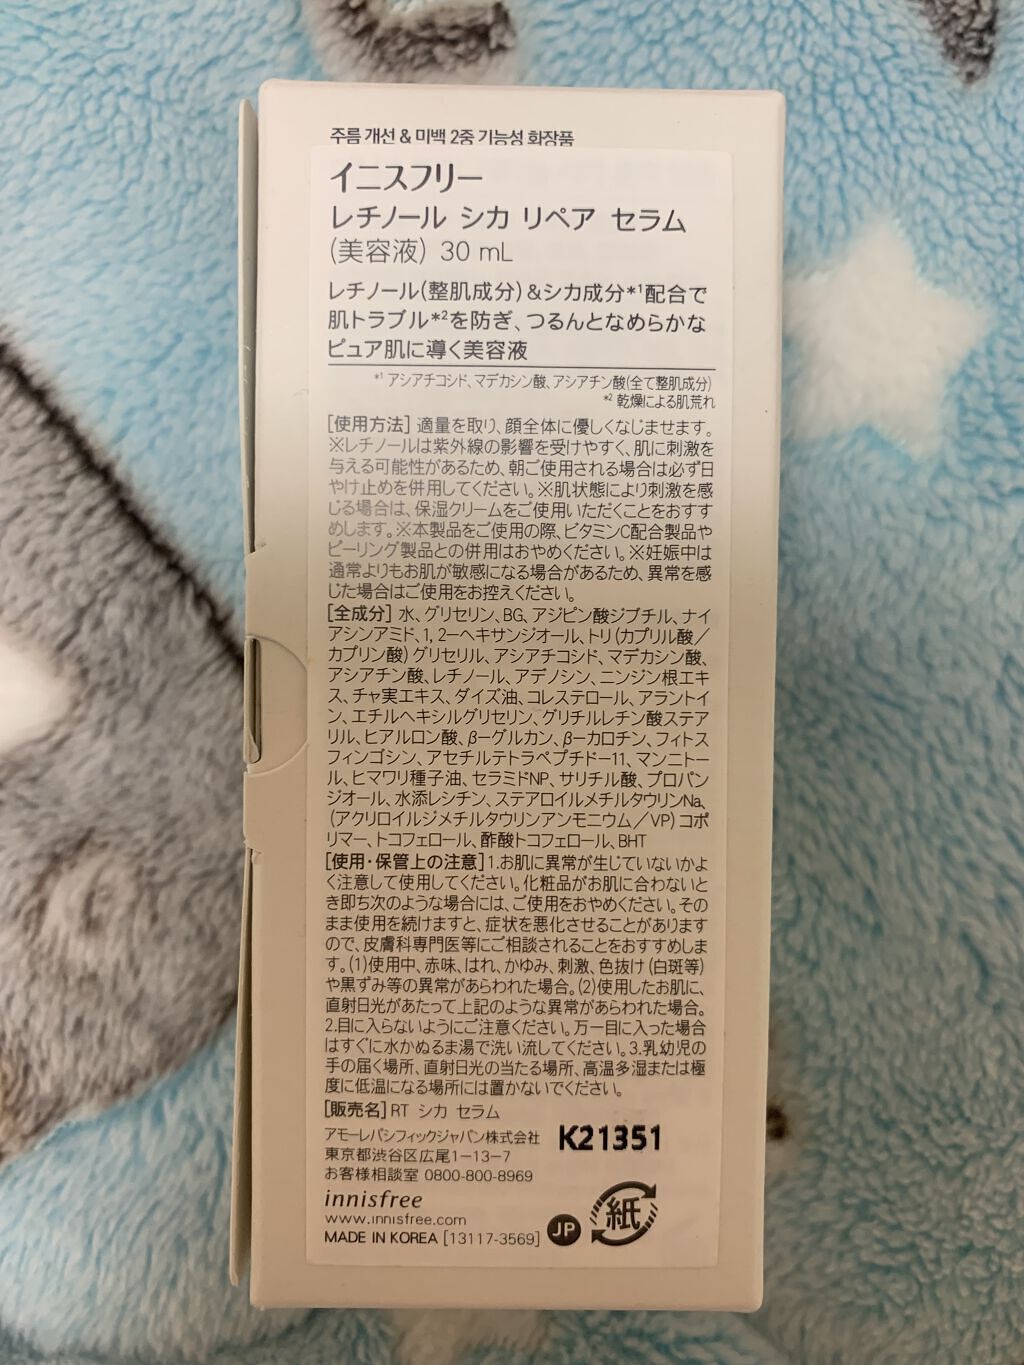 주름 개선 & 미백 2중 기능성 화장품
イニスフリー
レチノール シカ リペア セラム
(美容液) 30 mL
レチノール(整肌成分)&シカ成分*1配合で
肌トラブル*2を防ぎ、つるんとなめらかな
ピュア肌に導く美容液
*1 アシアチコシド、マデカシン酸、アシアチン酸(全て整肌成分)
*2 乾燥による肌荒れ
[使用方法] 適量を取り、顔全体に優しくなじませます。
※レチノールは紫外線の影響を受けやすく、肌に刺激を
与える可能性があるため、朝ご使用される場合は必ず日
やけ止めを併用してください。※肌状態により刺激を感
じる場合は、保湿クリームをご使用いただくことをおすす
めします。※本製品をご使用の際、ビタミンC配合製品や
ピーリング製品との併用はおやめください。※妊娠中は
通常よりもお肌が敏感になる場合があるため、異常を感
じた場合はご使用をお控えください。
[全成分] 水、グリセリン、BG、アジピン酸ジブチル、ナイ
アシンアミド、1,2-ヘキサンジオール、トリ(カプリル酸/
カプリン酸)グリセリル、アシアチコシド、マデカシン酸、
アシアチン酸、レチノール、アデノシン、ニンジン根エキ
ス、チャ実エキス、ダイズ油、コレステロール、アラントイ
ン、エチルヘキシルグリセリン、グリチルレチン酸ステア
リル、ヒアルロン酸、β-グルカン、β-カロチン、フィトス
フィンゴシン、アセチルテトラペプチド-11、マンニトー
ル、ヒマワリ種子油、セラミドNP、サリチル酸、プロパン
ジオール、水添レシチン、ステアロイルメチルタウリンNa、
(アクリロイルジメチルタウリンアンモニウム/VP)コポ
リマー、トコフェロール、酢酸トコフェロール、BHT
[使用・保管上の注意]1.お肌に異常が生じていないかよ
く注意して使用してください。化粧品がお肌に合わないと
き即ち次のような場合には、ご使用をおやめください。その
まま使用を続けますと、症状を悪化させることがあります
ので、皮膚科専門医等にご相談されることをおすすめしま
す。(1)使用中、赤味、はれ、かゆみ、刺激、色抜け(白斑等)
や黒ずみ等の異常があらわれた場合。(2)使用したお肌に、
直射日光があたって上記のような異常があらわれた場合。
2.目に入らないようにご注意ください。万一目に入った場合
はすぐに水かぬるま湯で洗い流してください。3.乳幼児の
手の届く場所、直射日光の当たる場所、高温多湿または極
度に低温になる場所には置かないでください。
[販売名]RT シカ セラム
アモーレパシフィックジャパン株式会社 K21351
東京都渋谷区広尾1-13-7
お客様相談室 0800-800-8969
innisfree
www.innisfree.com
MADE IN KOREA [13117-3569] JP 紙